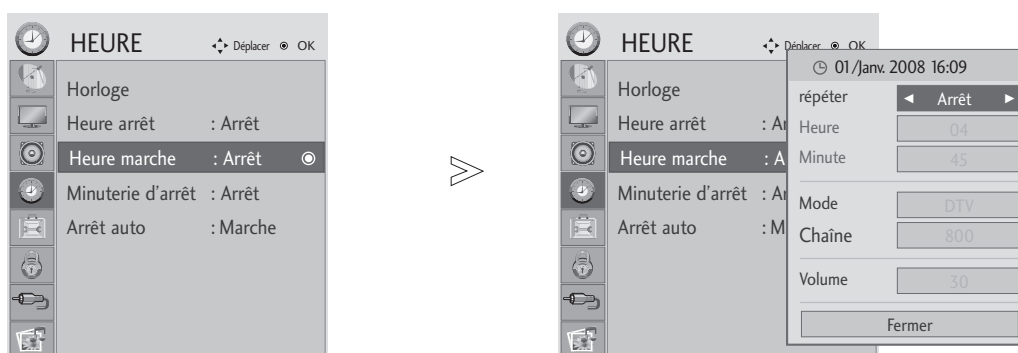 HEURE Déplacer OK
Horloge
Heure arrêt : Arrêt
Heure marche : Arrêt
Minuterie d'arrêt : Arrêt
Arrêt auto : Marche
HEURE Déplacer OK
Horloge
Heure arrêt : Ar
Heure marche : A
Minuterie d'arrêt : Ar
Arrêt auto : M
01/Janv. 2008 16:09
répéter ◄ Arrêt ►
Heure 04
Minute 45
Mode DTV
Chaîne 800
Volume 30
Fermer